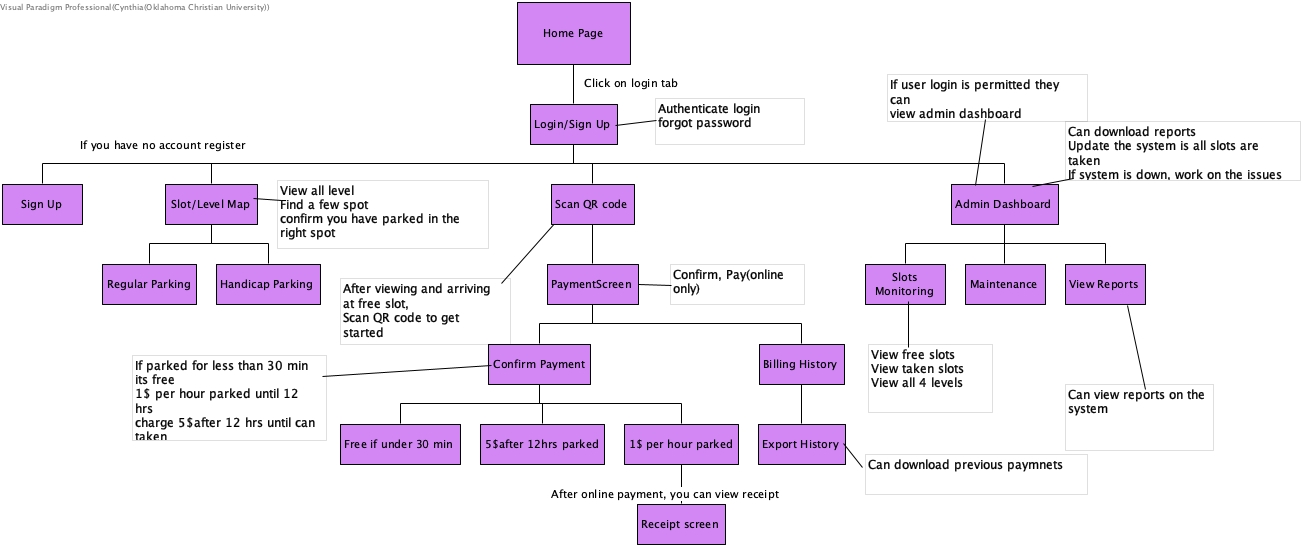 Visual Paradigm Professional(Cynthia(Oklahoma Christian University))
Home Page
Click on login tab
Login/Sign Up
Authenticate login
forgot password
If user login is permitted they
can
view admin dashboard
Can download reports
Update the system is all slots are
taken
If system is down, work on the issues
If you have no account register
Sign Up
Slot/Level Map
View all level
Find a few spot
confirm you have parked in the
right spot
Scan QR code
Admin Dashboard
Regular Parking
Handicap Parking
After viewing and arriving
at free slot,
Scan QR code to get
started
PaymentScreen
Confirm, Pay(online
only)
Slots
Monitoring
Maintenance
View Reports
If parked for less than 30 min
its free
1$ per hour parked until 12
hrs
charge 5$after 12 hrs until can
taken
Confirm Payment
Billing History
View free slots
View taken slots
View all 4 levels
Can view reports on the
system
Free if under 30 min
5$after 12hrs parked
1$ per hour parked
Export History
Can download previous paymnets
After online payment, you can view receipt
Receipt screen